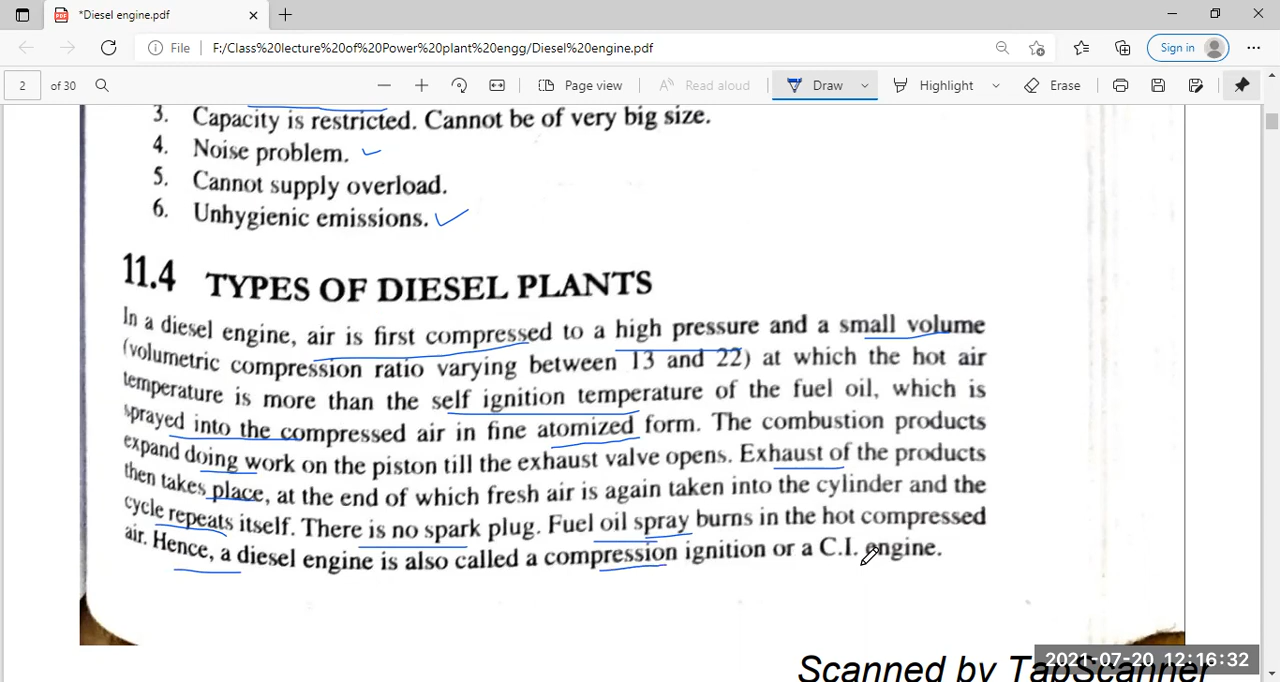 *Diesel engine.pdf
File F:/Class%20lecture%20of%20Power%20plant%20engg/Diesel%20engine.pdf Sign in
2 of 30 Page view Read aloud Draw Highlight Erase
3. Capacity is restricted. Cannot be of very big size.
4. Noise problem.
5. Cannot supply overload.
6. Unhygienic emissions.
11.4 TYPES OF DIESEL PLANTS
In a diesel engine, air is first compressed to a high pressure and a small volume
(volumetric compression ratio varying between 13 and 22) at which the hot air
temperature is more than the self ignition temperature of the fuel oil, which is
sprayed into the compressed air in fine atomized form. The combustion products
expand doing work on the piston till the exhaust valve opens. Exhaust of the products
then takes place, at the end of which fresh air is again taken into the cylinder and the
cycle repeats itself. There is no spark plug. Fuel oil spray burns in the hot compressed
air. Hence, a diesel engine is also called a compression ignition or a C.I. engine.
Scanned by TapScanner
2021-07-20 12:16:32